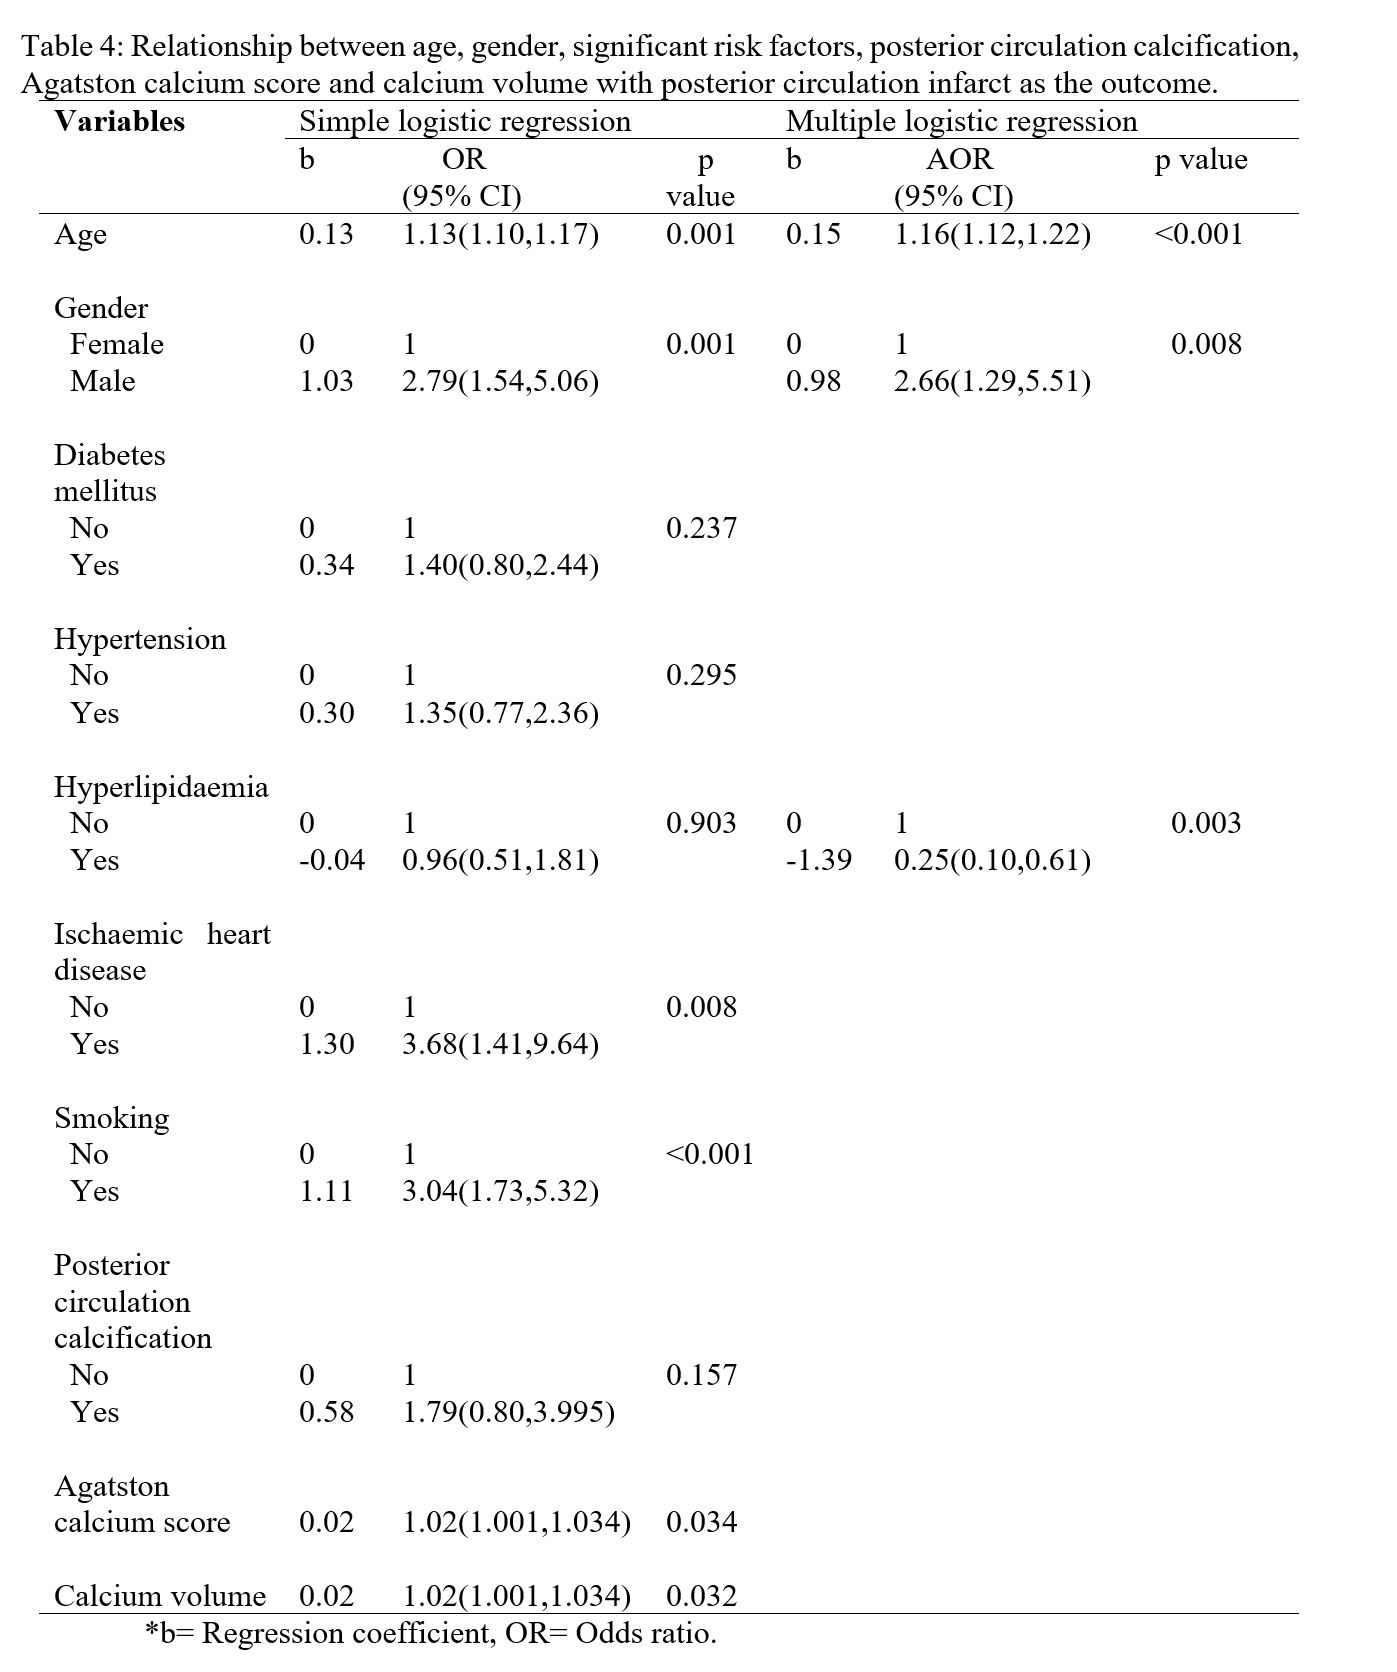 Table 4: Relationship between age, gender, significant risk factors, posterior circulation calcification,
Agatston calcium score and calcium volume with posterior circulation infarct as the outcome.
Variables Simple logistic regression Multiple logistic regression
b OR p b AOR p value
(95% CI) value (95% CI)
Age 0.13 1.13(1.10,1.17) 0.001 0.15 1.16(1.12,1.22) <0.001
Gender
Female 0 1 0.001 0 1 0.008
Male 1.03 2.79(1.54,5.06) 0.98 2.66(1.29,5.51)
Diabetes
mellitus
No 0 1 0.237
Yes 0.34 1.40(0.80,2.44)
Hypertension
No 0 1 0.295
Yes 0.30 1.35(0.77,2.36)
Hyperlipidaemia
No 0 1 0.903 0 1 0.003
Yes -0.04 0.96(0.51,1.81) -1.39 0.25(0.10,0.61)
Ischaemic heart
disease
No 0 1 0.008
Yes 1.30 3.68(1.41,9.64)
Smoking
No 0 1 <0.001
Yes 1.11 3.04(1.73,5.32)
Posterior
circulation
calcification
No 0 1 0.157
Yes 0.58 1.79(0.80,3.995)
Agatston
calcium score 0.02 1.02(1.001,1.034) 0.034
Calcium volume 0.02 1.02(1.001,1.034) 0.032
*b= Regression coefficient, OR= Odds ratio.